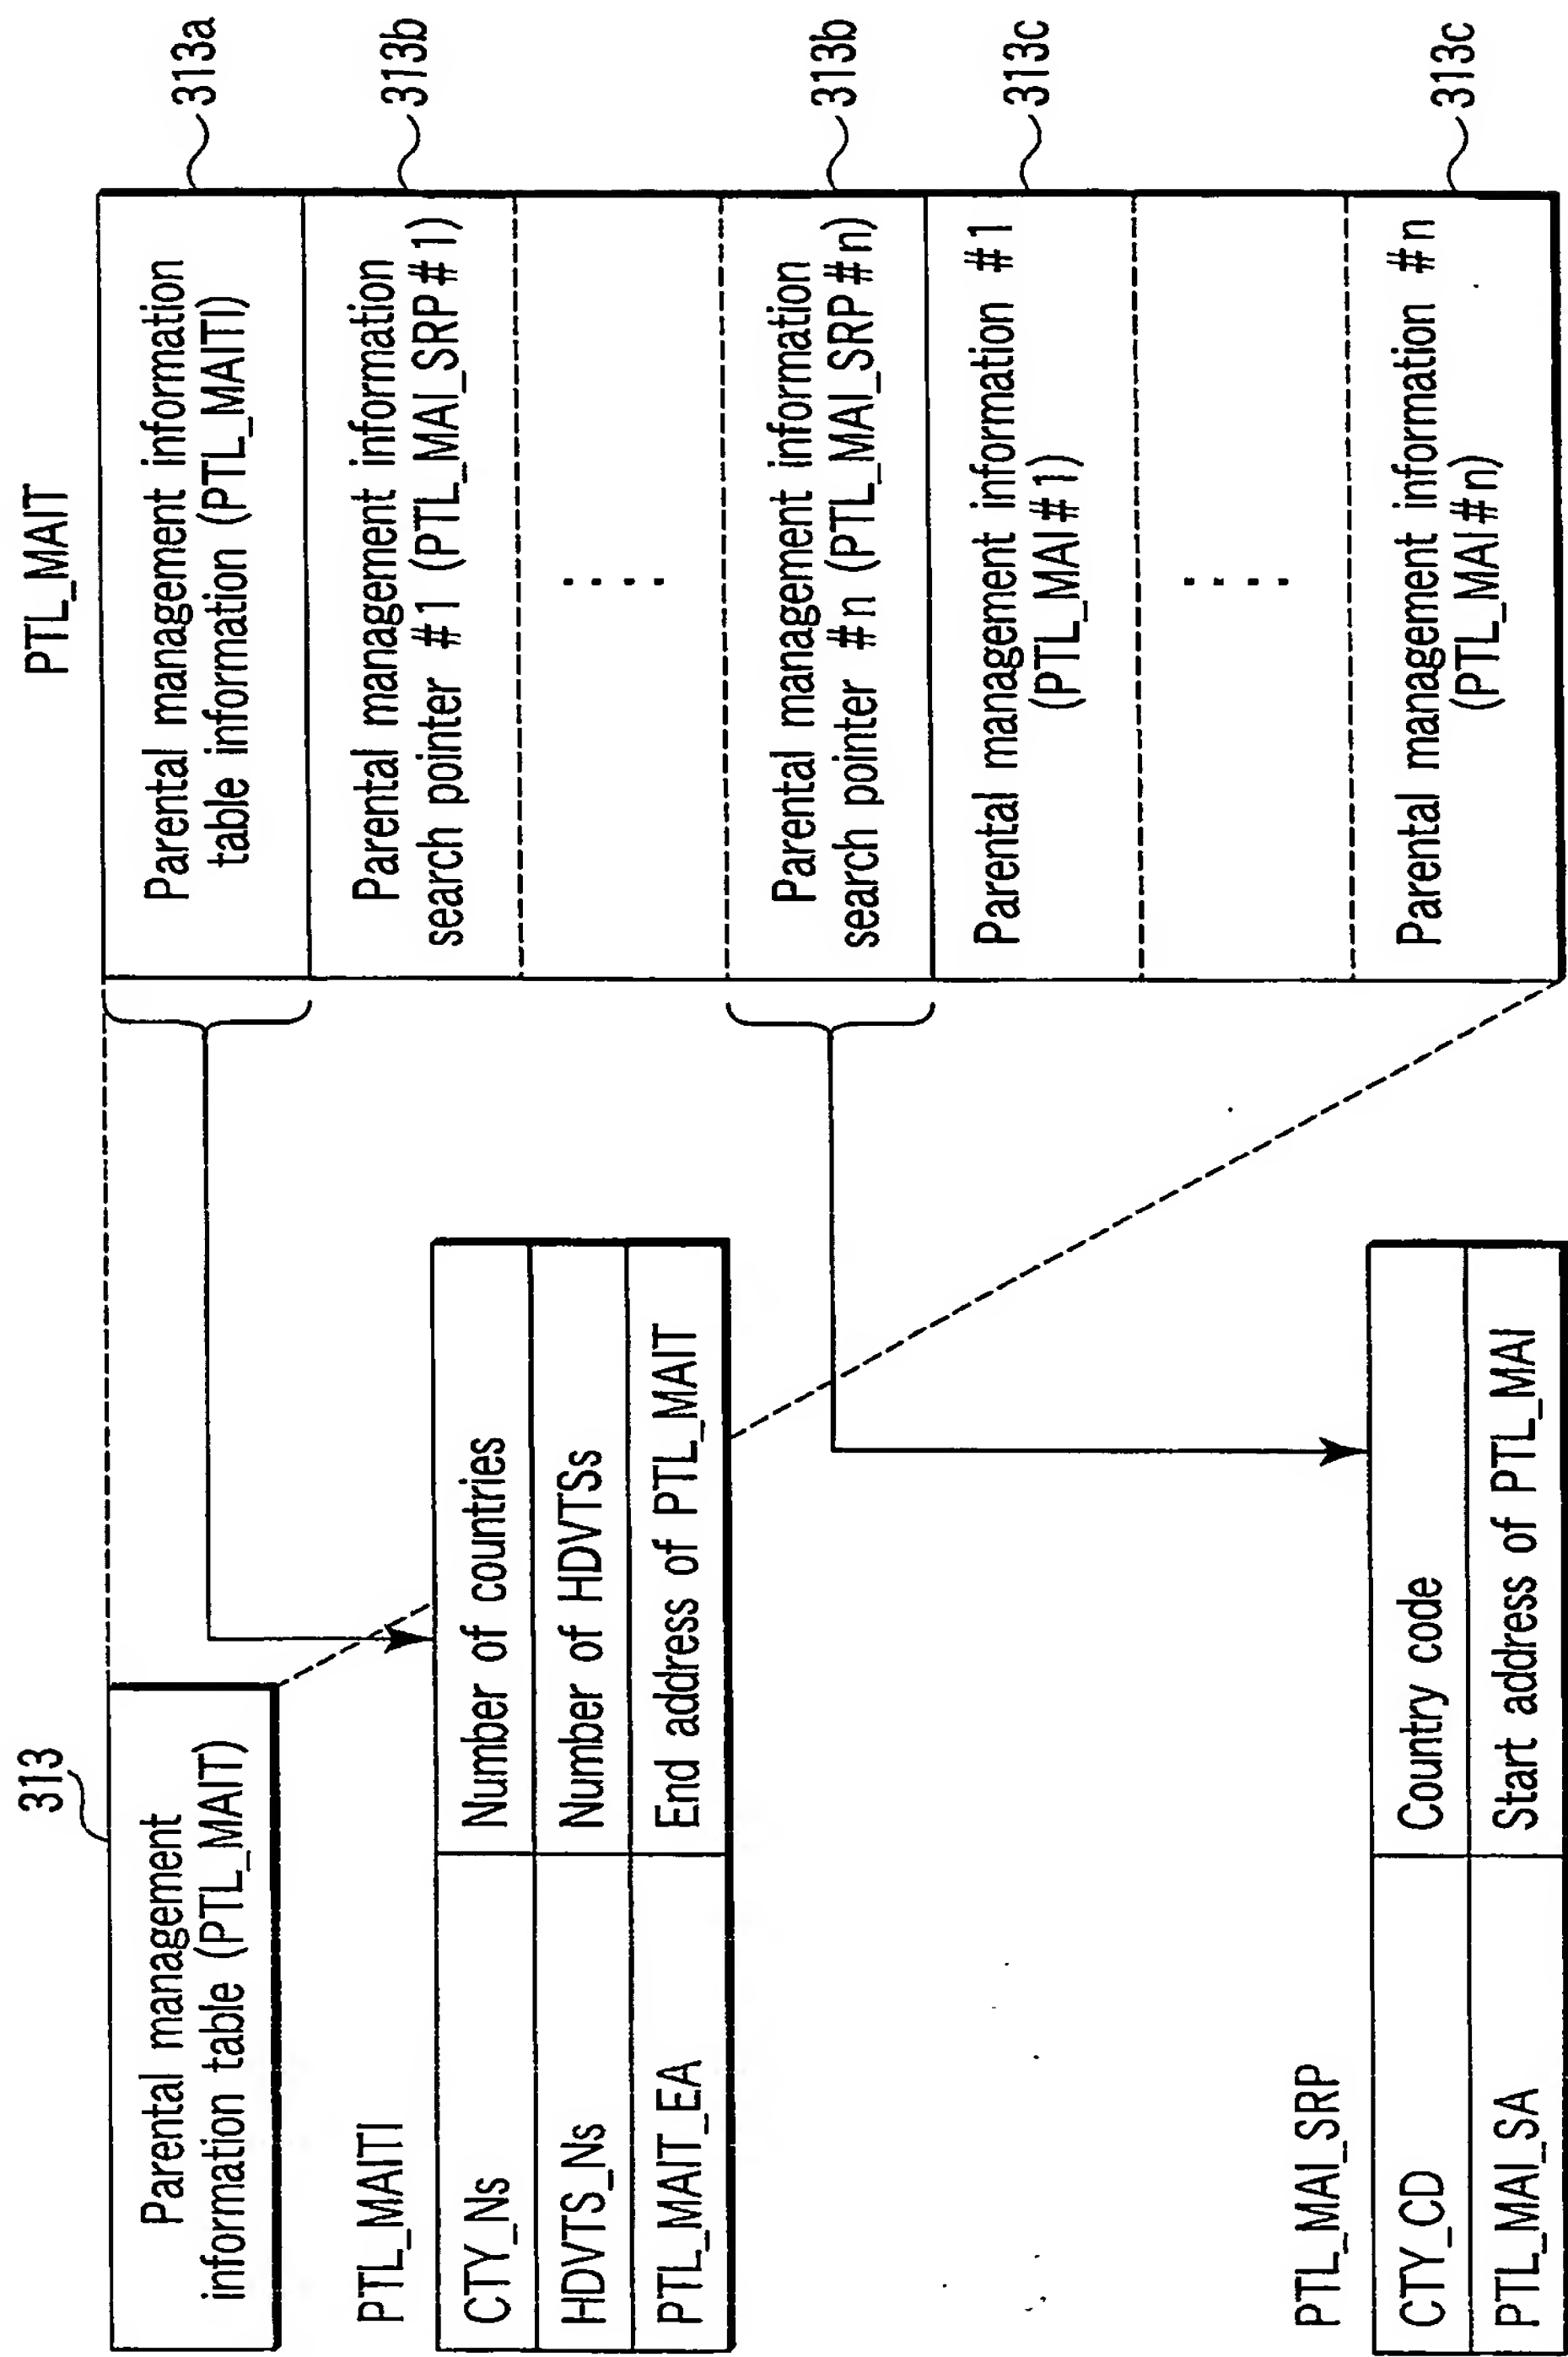 313
Parental management
information table (PTL_MAIT)
PTL_MAITI
CTY_Ns Number of countries
HDVTS_Ns Number of HDVTSs
PTL_MAIT_EA End address of PTL_MAIT
PTL_MAI_SRP
CTY_CD Country code
PTL_MAI_SA Start address of PTL_MAI
PTL_MAIT
Parental management information
table information (PTL_MAITI)
313a
Parental management information
search pointer #1 (PTL_MAI_SRP#1)
313b
....
Parental management information
search pointer #n (PTL_MAI_SRP#n)
313b
Parental management information #1
(PTL_MAI#1)
313c
....
Parental management information #n
(PTL_MAI#n)
313c